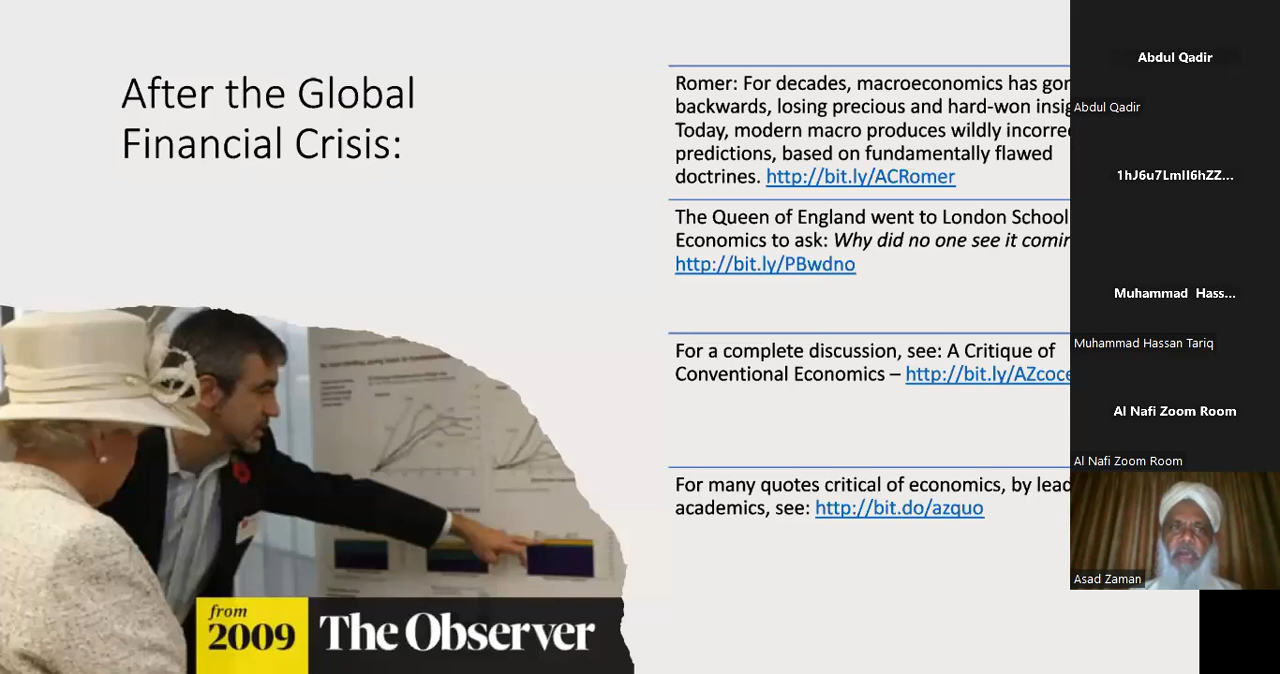 After the Global
Financial Crisis:
Romer: For decades, macroeconomics has gon
backwards, losing precious and hard-won insig
Today, modern macro produces wildly incorre
predictions, based on fundamentally flawed
doctrines. http://bit.ly/ACRomer
The Queen of England went to London School
Economics to ask: Why did no one see it comin
http://bit.ly/PBwdno
For a complete discussion, see: A Critique of
Conventional Economics – http://bit.ly/AZcoce
For many quotes critical of economics, by lead
academics, see: http://bit.do/azquo
from
2009
The Observer
Abdul Qadir
Abdul Qadir
1hJ6u7LmII6hZZ...
Muhammad Hass...
Muhammad Hassan Tariq
Al Nafi Zoom Room
Al Nafi Zoom Room
Asad Zaman